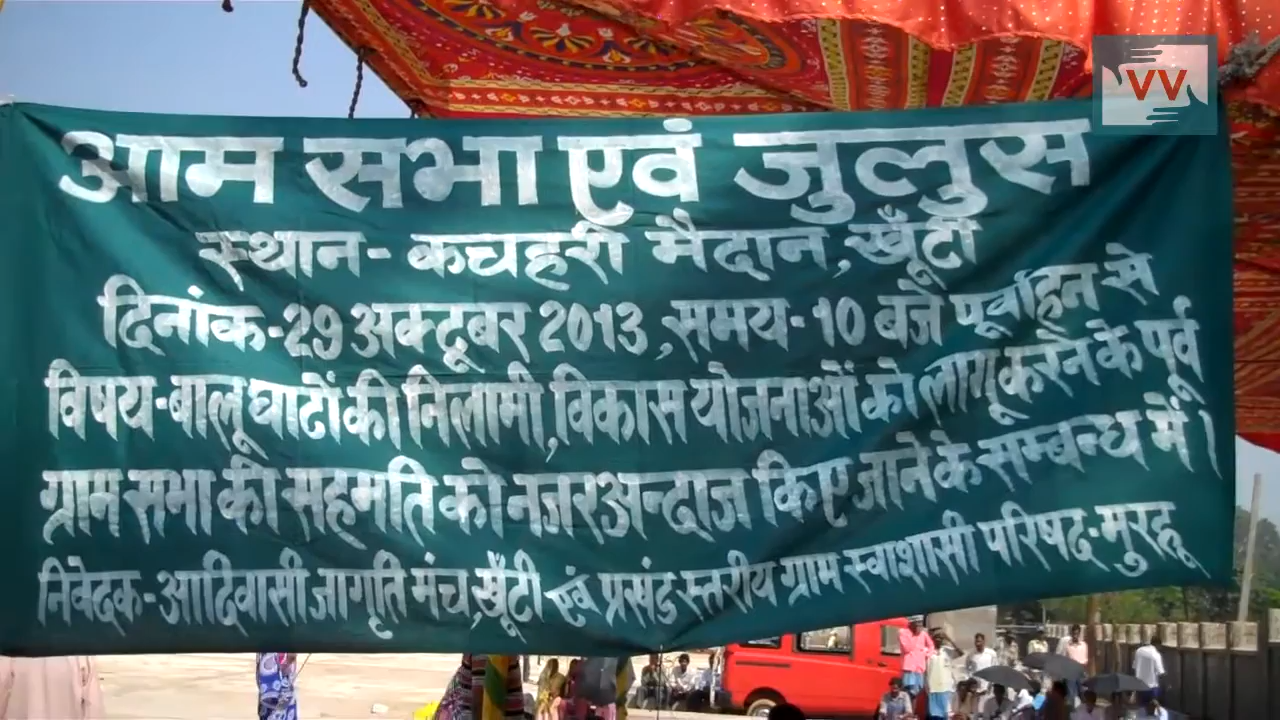 VV
आम सभा एवं जुलुस
स्थान- कचहरी मैदान, खूँटी
दिनांक-29 अक्टूबर 2013, समय-10 बजे पूर्वाहन से
विषय-बालू घाटों की निलामी, विकास योजनाओं को लागू करने के पूर्व
ग्राम सभा की सहमति को नजरअन्दाज किए जाने के सम्बन्ध में।
निवेदक-आदिवासी जागृति मंच, खूँटी एवं प्रखंड स्तरीय ग्राम स्वाशासी परिषद-मुरहू